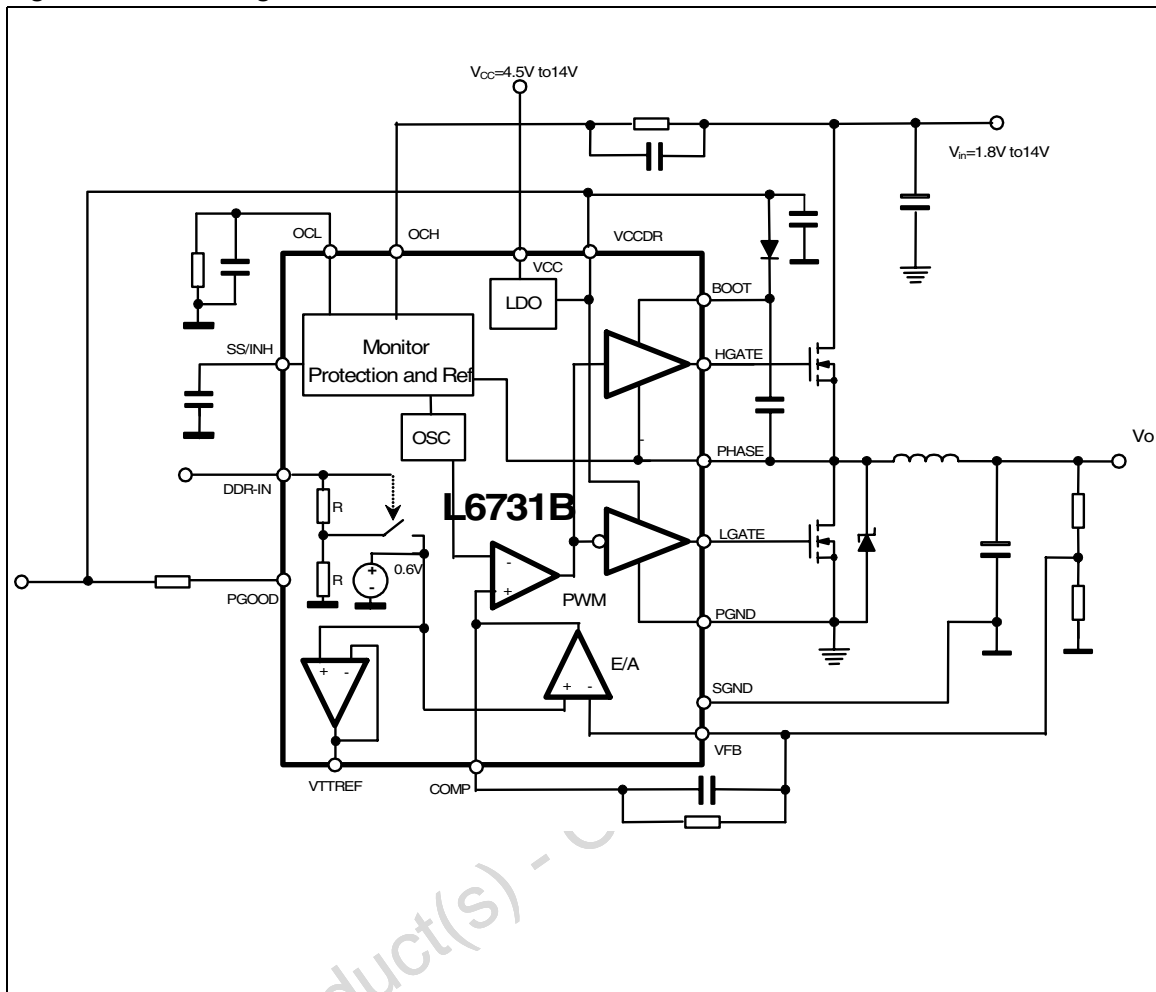 VCC=4.5V to14V
Vin=1.8V to14V
OCL
OCH
VCCDR
VCC
LDO
BOOT
SS/INH
Monitor
Protection and Ref
HGATE
OSC
-
PHASE
Vo
DDR-IN
R
L6731B
LGATE
+
-
0.6V
-
+
R
PGOOD
PWM
PGND
E/A
+ -
+ -
SGND
VFB
VTTREF
COMP
duct(s) -